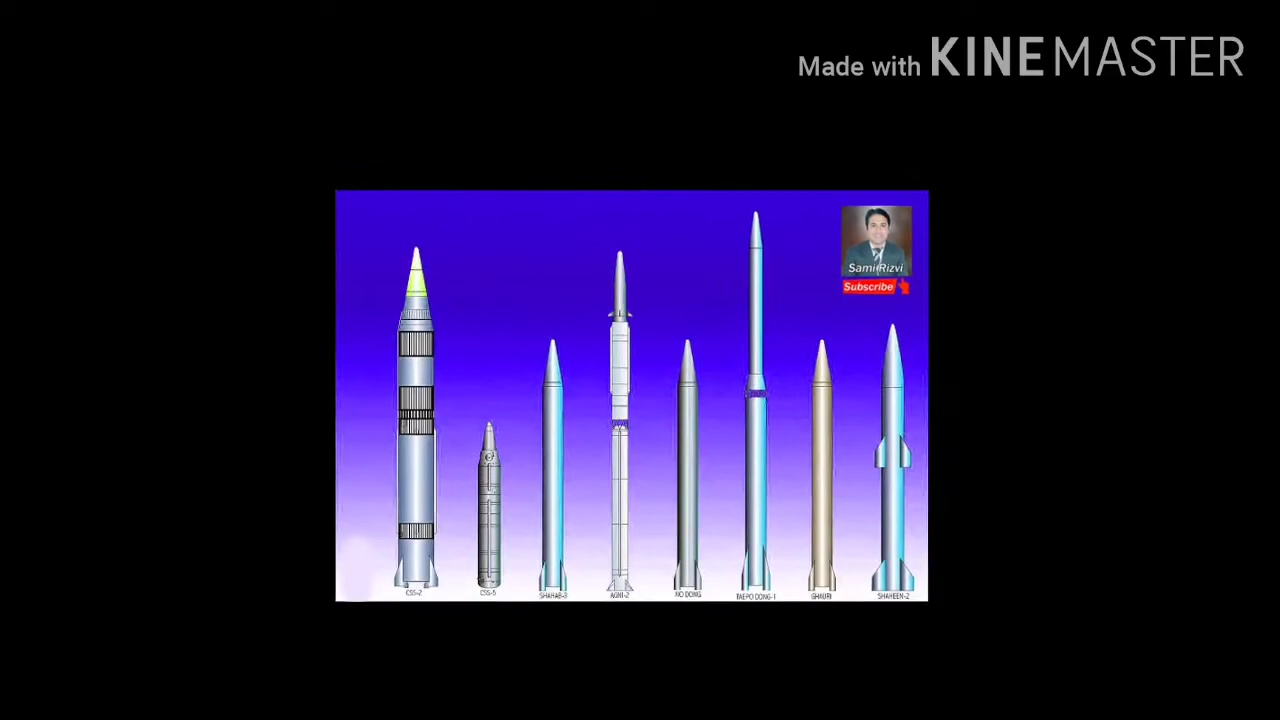 Made with KINEMASTER
Sami Rizvi
Subscribe
CSS-2
CSS-5
SHAHAB-3
AGNI-2
NO DONG
TAEPO DONG-1
GHAURI
SHAHEEN-2